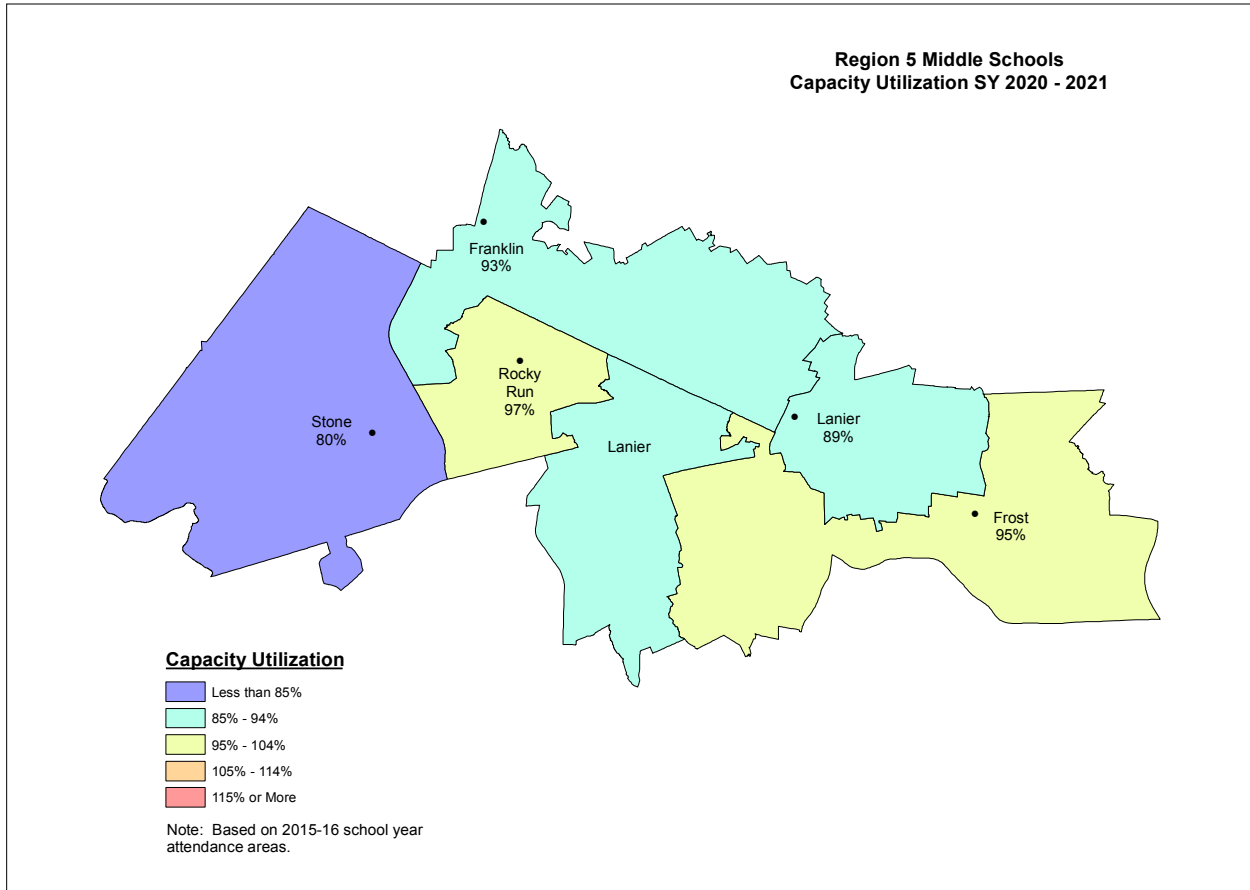 Region 5 Middle Schools
Capacity Utilization SY 2020 - 2021
Franklin
93%
Rocky
Run
97%
Stone
80%
Lanier
Lanier
89%
Frost
95%
Capacity Utilization
Less than 85%
85% - 94%
95% - 104%
105% - 114%
115% or More
Note:  Based on 2015-16 school year
attendance areas.